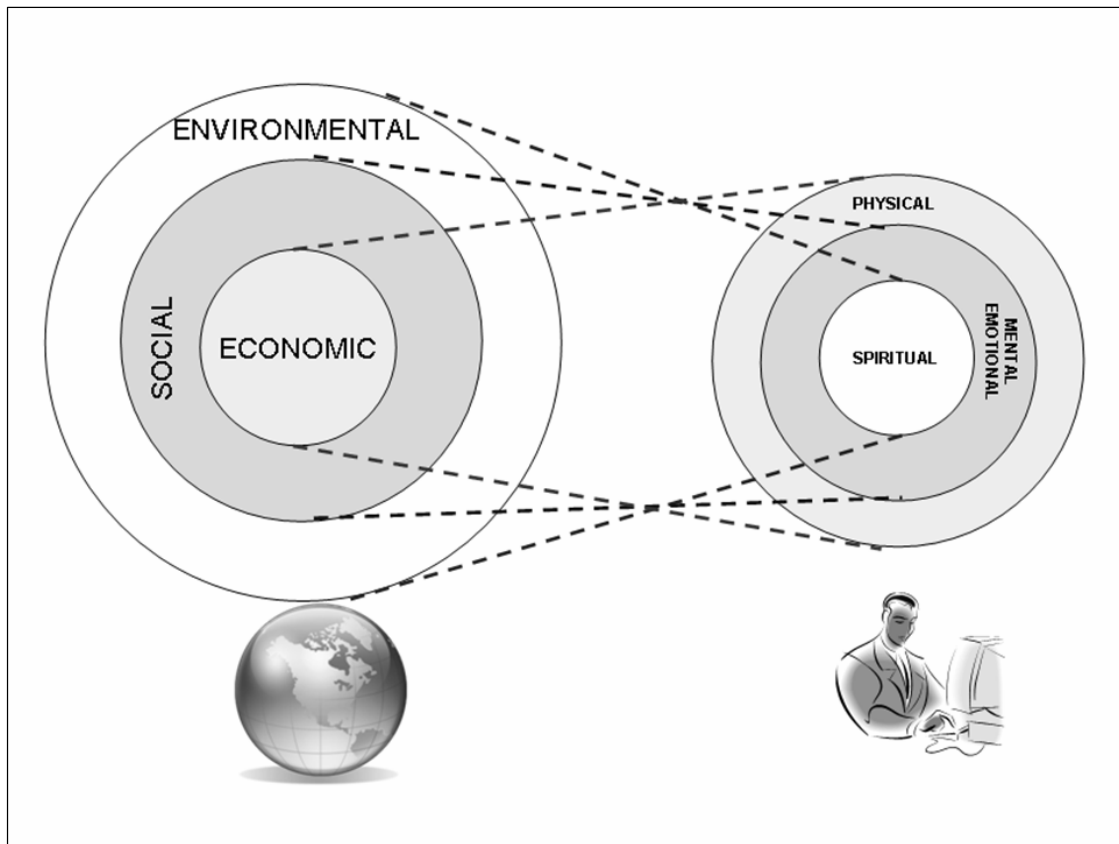 ENVIRONMENTAL
SOCIAL
ECONOMIC
PHYSICAL
MENTAL
EMOTIONAL
SPIRITUAL